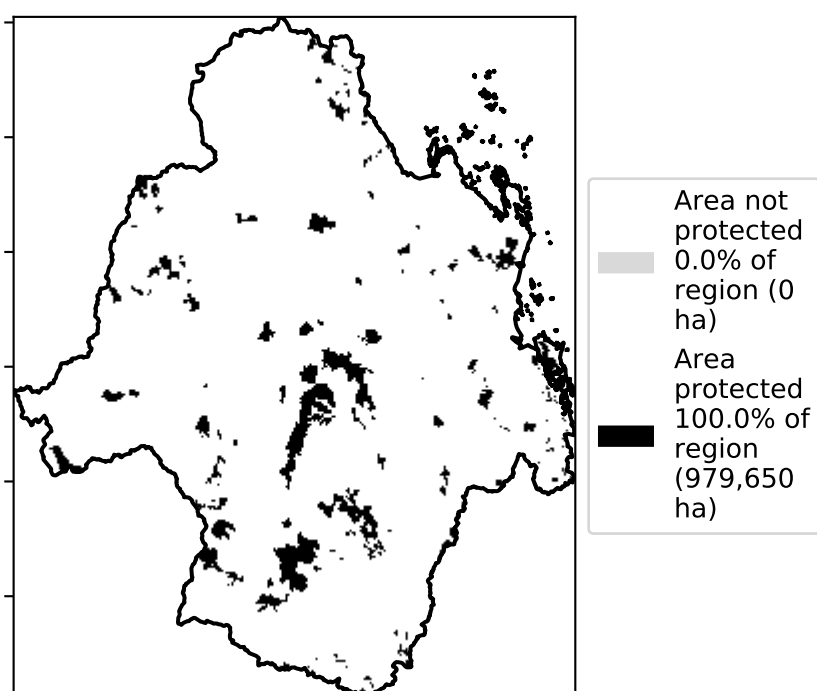 Area not
protected
0.0% of
region (0
ha)
Area
protected
100.0% of
region
(979,650
ha)